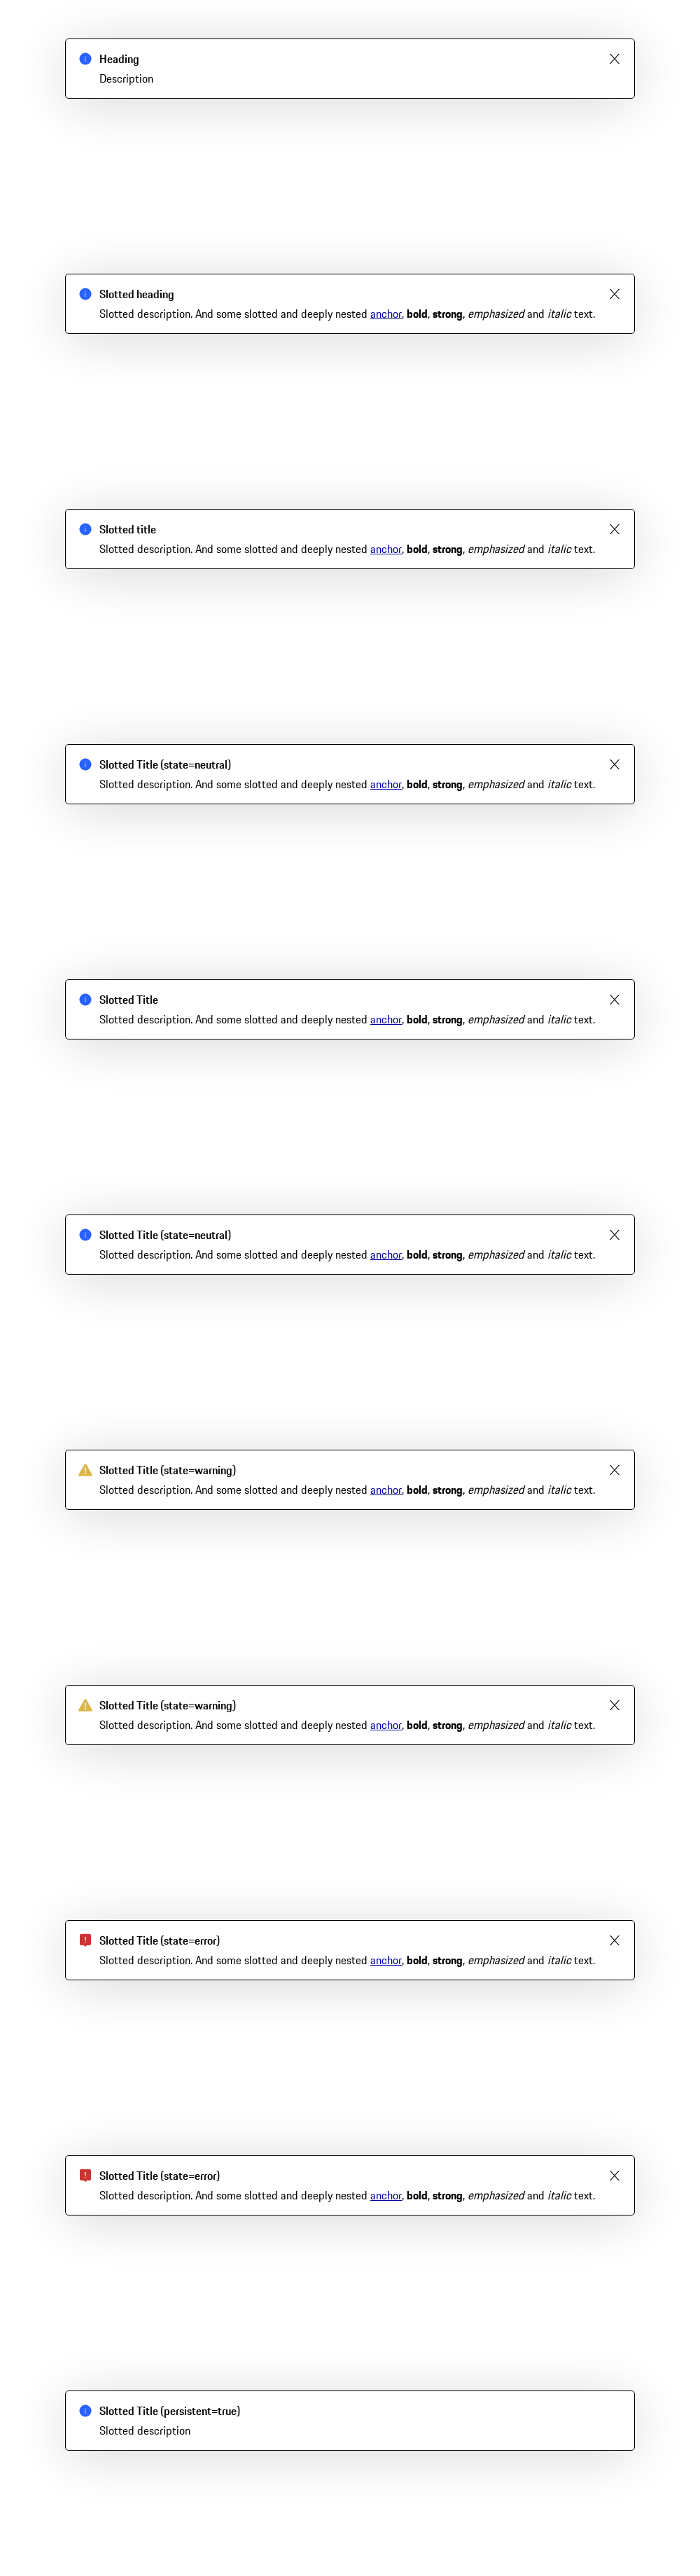 Heading
Description
Slotted heading
Slotted description. And some slotted and deeply nested anchor, bold, strong, emphasized and italic text.
Slotted title
Slotted description. And some slotted and deeply nested anchor, bold, strong, emphasized and italic text.
Slotted Title (state=neutral)
Slotted description. And some slotted and deeply nested anchor, bold, strong, emphasized and italic text.
Slotted Title
Slotted description. And some slotted and deeply nested anchor, bold, strong, emphasized and italic text.
Slotted Title (state=neutral)
Slotted description. And some slotted and deeply nested anchor, bold, strong, emphasized and italic text.
Slotted Title (state=warning)
Slotted description. And some slotted and deeply nested anchor, bold, strong, emphasized and italic text.
Slotted Title (state=warning)
Slotted description. And some slotted and deeply nested anchor, bold, strong, emphasized and italic text.
Slotted Title (state=error)
Slotted description. And some slotted and deeply nested anchor, bold, strong, emphasized and italic text.
Slotted Title (state=error)
Slotted description. And some slotted and deeply nested anchor, bold, strong, emphasized and italic text.
Slotted Title (persistent=true)
Slotted description